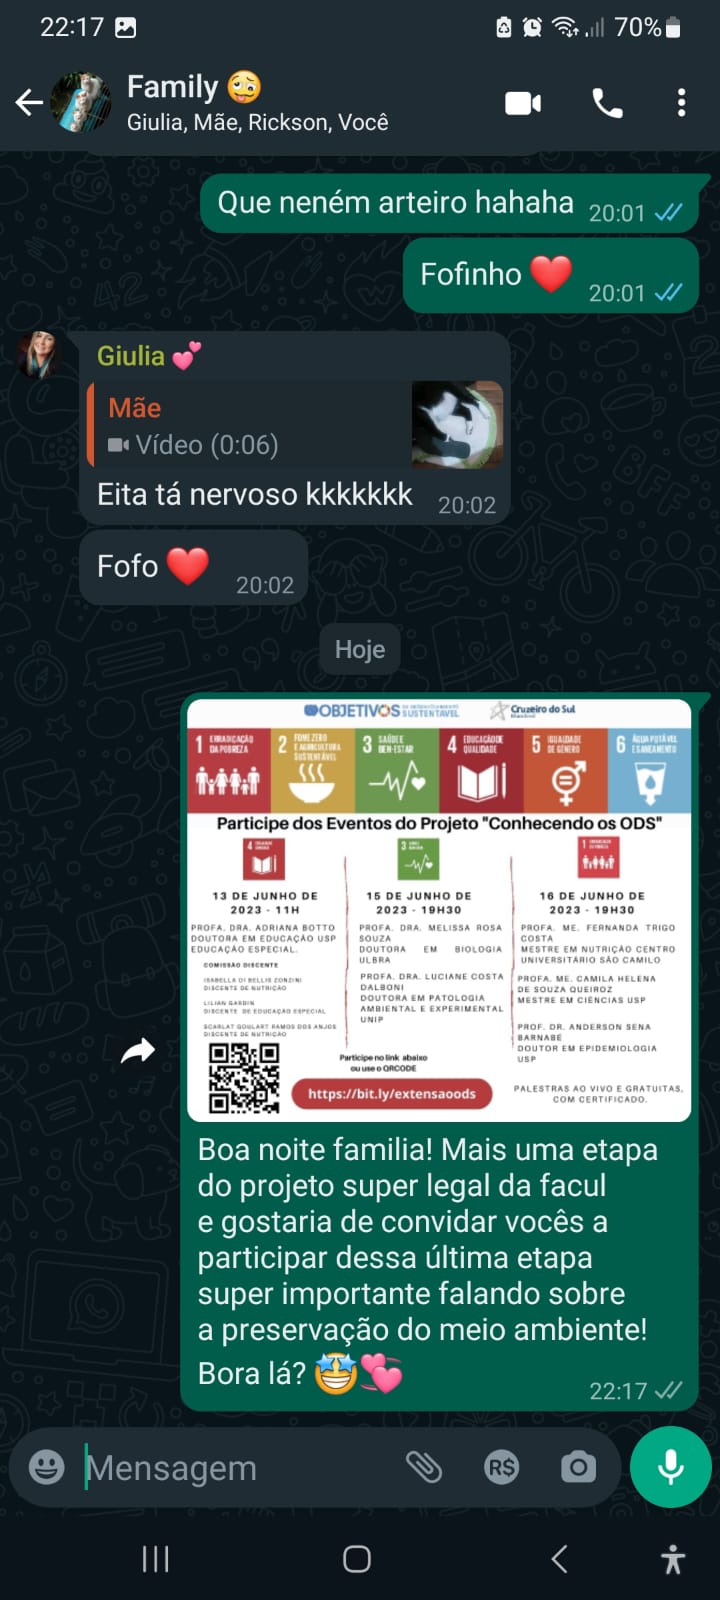 22:17
70%
Family
Giulia, Mãe, Rickson, Você
Que neném arteiro hahaha 20:01
Fofinho 20:01
Giulia
Mãe
Vídeo (0:06)
Eita tá nervoso kkkkkkk 20:02
Fofo 20:02
Hoje
OBJETIVOS DE DESENVOLVIMENTO SUSTENTÁVEL
Cruzeiro do Sul
1 ERRADICAÇÃO DA POBREZA
2 FOME ZERO E AGRICULTURA SUSTENTÁVEL
3 SAÚDE E BEM-ESTAR
4 EDUCAÇÃO DE QUALIDADE
5 IGUALDADE DE GÊNERO
6 ÁGUA POTÁVEL E SANEAMENTO
Participe dos Eventos do Projeto "Conhecendo os ODS"
4
13 DE JUNHO DE
2023 - 11H
PROFA. DRA. ADRIANA BOTTO
DOUTORA EM EDUCAÇÃO USP
EDUCAÇÃO ESPECIAL.
COMISSÃO DISCENTE
ISABELLA DI BELLIS ZONZINI
DISCENTE DE NUTRIÇÃO
LILIAN GARDIN
DISCENTE DE EDUCAÇÃO ESPECIAL
SCARLAT GOULART RAMOS DOS ANJOS
DISCENTE DE NUTRIÇÃO
3
15 DE JUNHO DE
2023 - 19H30
PROFA. DRA. MELISSA ROSA
SOUZA
DOUTORA EM BIOLOGIA
ULBRA
PROFA. DRA. LUCIANE COSTA
DALBONI
DOUTORA EM PATOLOGIA
AMBIENTAL E EXPERIMENTAL
UNIP
1
16 DE JUNHO DE
2023 - 19H30
PROFA. ME. FERNANDA TRIGO
COSTA
MESTRE EM NUTRIÇÃO CENTRO
UNIVERSITÁRIO SÃO CAMILO
PROFA. ME. CAMILA HELENA
DE SOUZA QUEIROZ
MESTRE EM CIÊNCIAS USP
PROF. DR. ANDERSON SENA
BARNABÉ
DOUTOR EM EPIDEMIOLOGIA
USP
Participe no link abaixo
ou use o QRCODE
https://bit.ly/extensaoods
PALESTRAS AO VIVO E GRATUITAS,
COM CERTIFICADO.
Boa noite familia! Mais uma etapa
do projeto super legal da facul
e gostaria de convidar vocês a
participar dessa última etapa
super importante falando sobre
a preservação do meio ambiente!
Bora lá?
22:17
Mensagem
R$